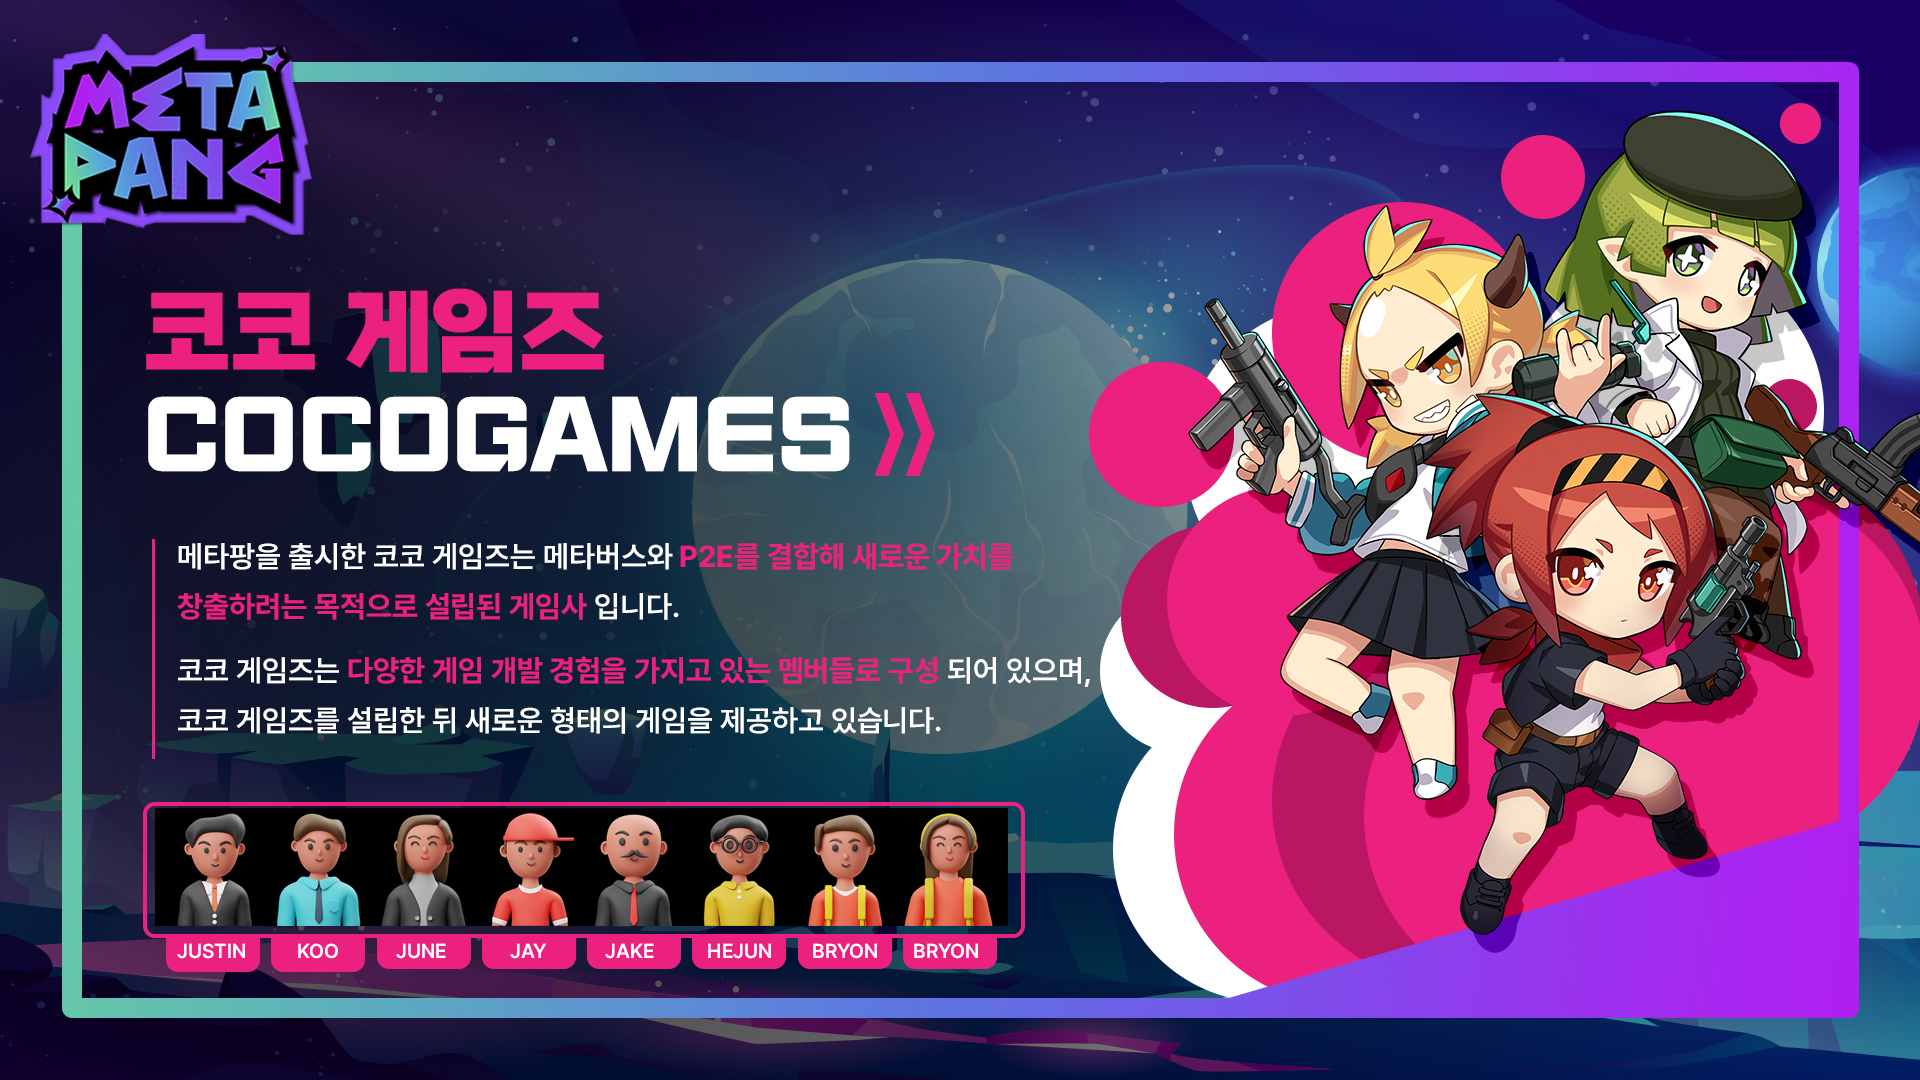 META
PANG
코코 게임즈
COCOGAMES
메타팡을 출시한 코코 게임즈는 메타버스와 P2E를 결합해 새로운 가치를
창출하려는 목적으로 설립된 게임사 입니다.
코코 게임즈는 다양한 게임 개발 경험을 가지고 있는 멤버들로 구성 되어 있으며,
코코 게임즈를 설립한 뒤 새로운 형태의 게임을 제공하고 있습니다.
JUSTIN KOO JUNE JAY JAKE HEJUN BRYON BRYON